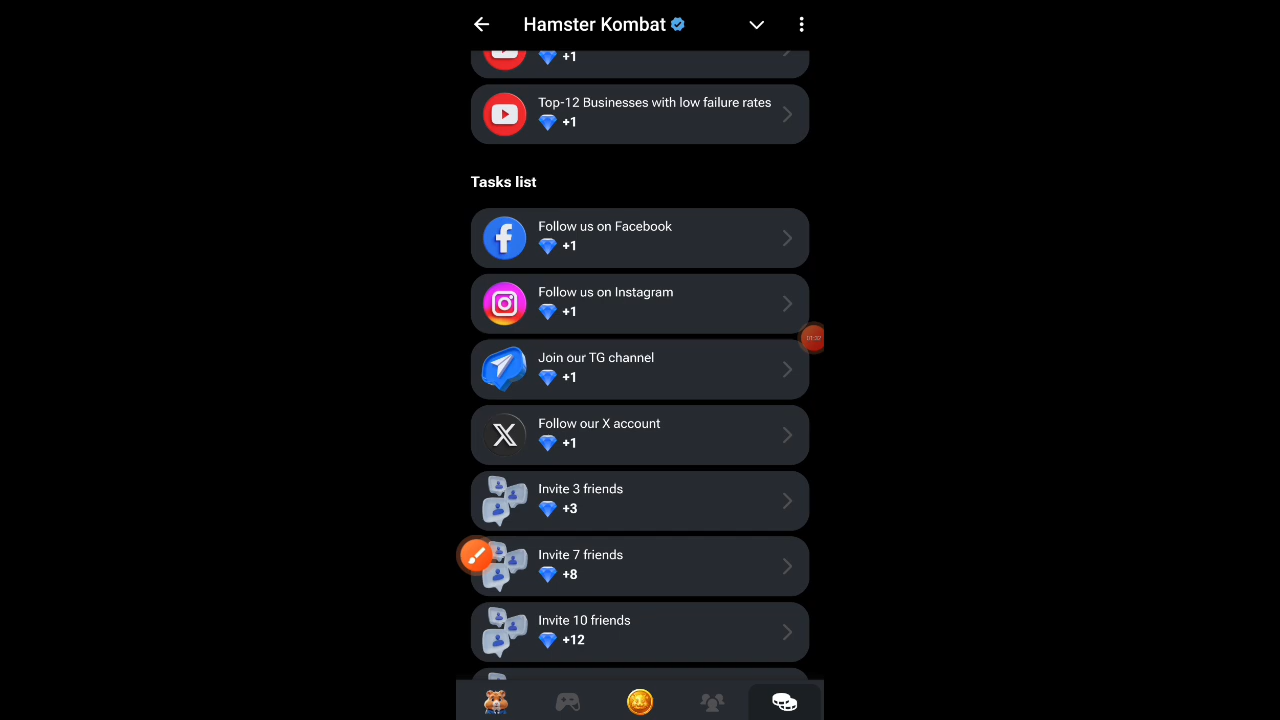 Hamster Kombat
+1
Top-12 Businesses with low failure rates
+1
Tasks list
Follow us on Facebook
+1
Follow us on Instagram
+1
Join our TG channel
+1
Follow our X account
+1
Invite 3 friends
+3
Invite 7 friends
+8
Invite 10 friends
+12